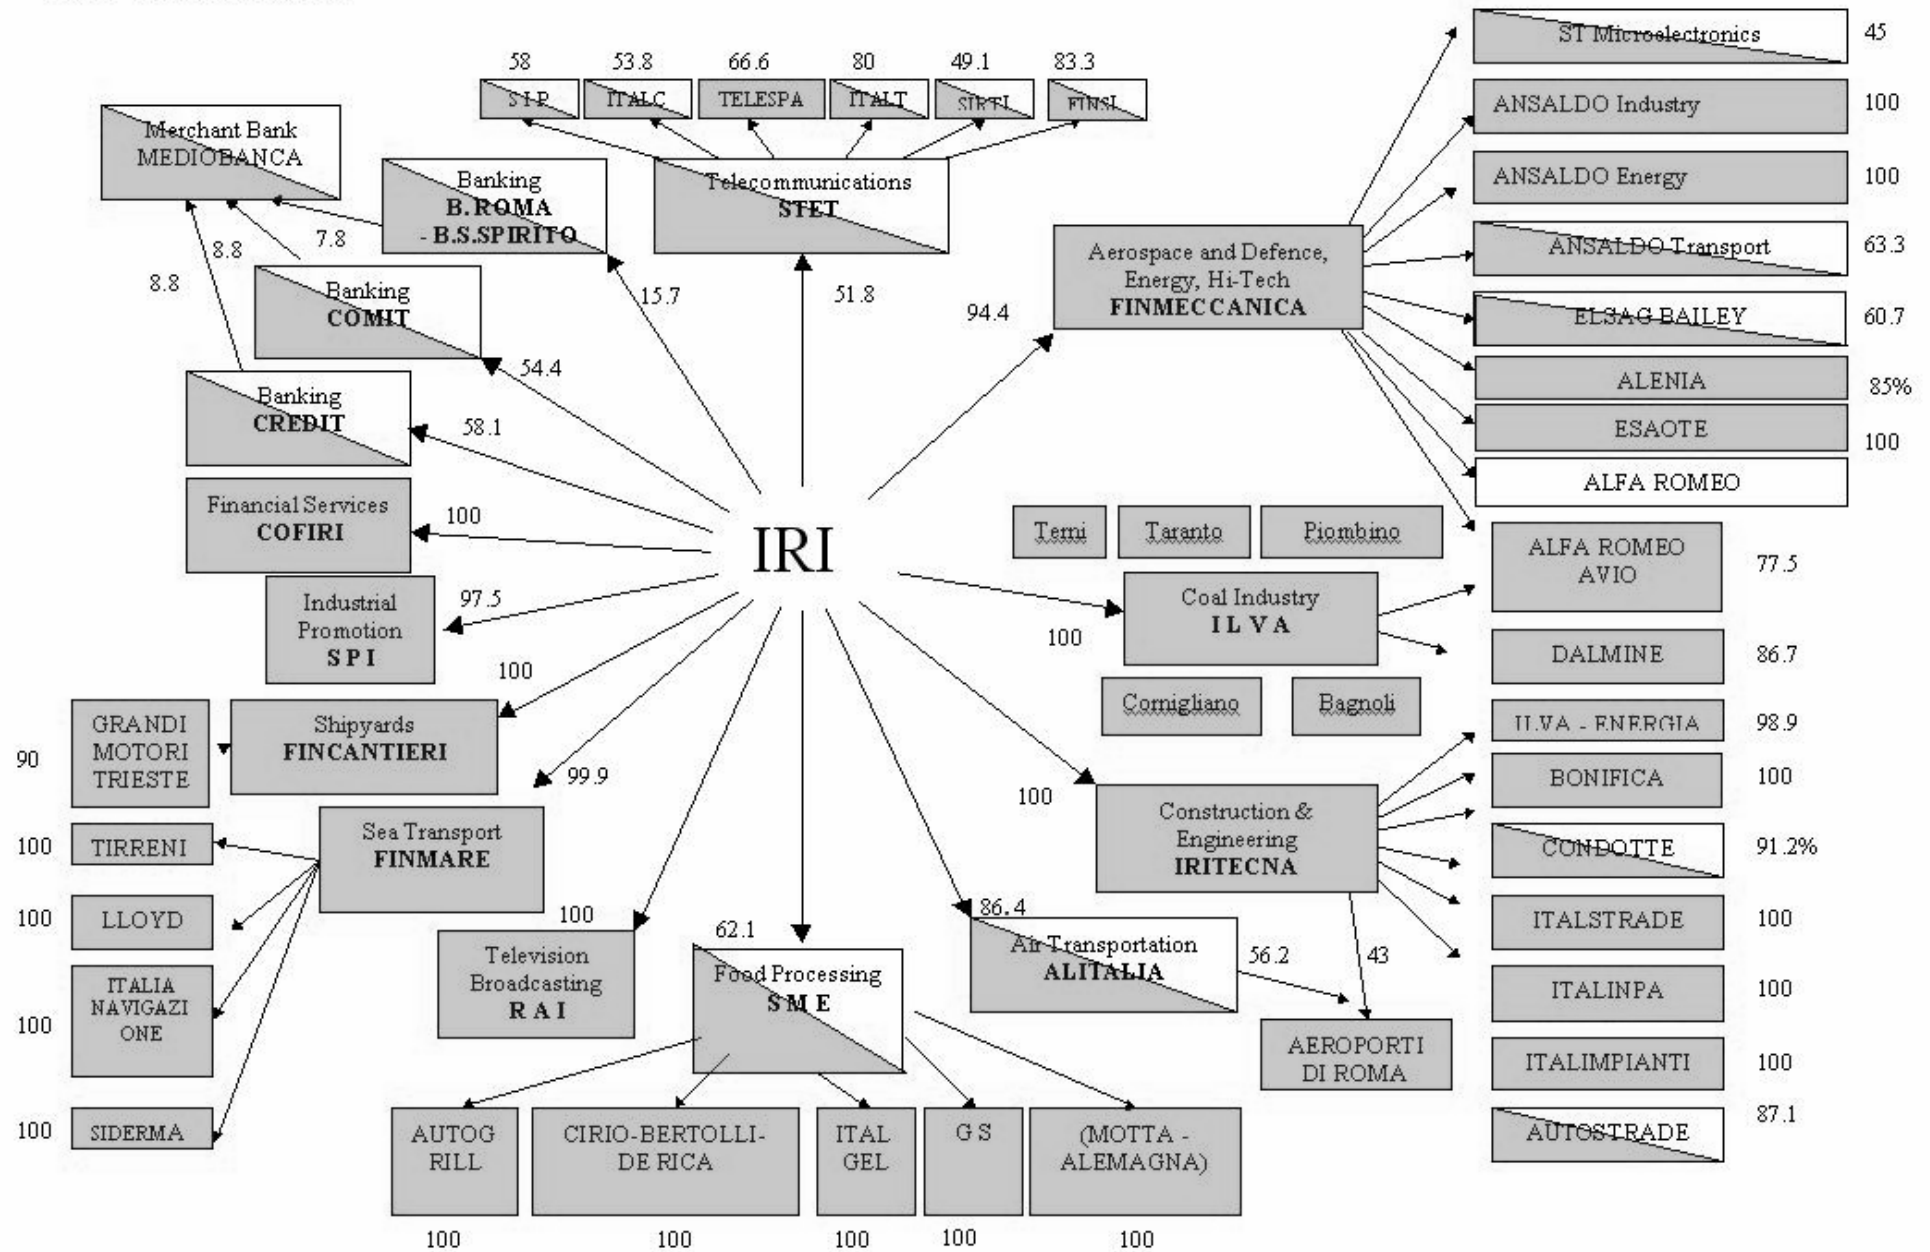 ST Microelectronics
45
58
53.8
66.6
80
49.1
83.3
S I P
ITALC
TELESPA
ITALT
SIRTI
FINSI
ANSALDO Industry
100
Merchant Bank
MEDIOBANCA
Banking
B. ROMA
- B.S.SPIRITO
Telecommunications
STET
ANSALDO Energy
100
7.8
8.8
8.8
15.7
51.8
94.4
Aerospace and Defence,
Energy, Hi-Tech
FINMECCANICA
ANSALDO Transport
63.3
Banking
COMIT
54.4
ELSAG BAILEY
60.7
Banking
CREDIT
58.1
ALENIA
85%
ESAOTE
100
ALFA ROMEO
Financial Services
COFIRI
100
IRI
Terni
Taranto
Piombino
ALFA ROMEO
AVIO
77.5
Industrial
Promotion
S P I
97.5
Coal Industry
I L V A
100
DALMINE
86.7
Cornigliano
Bagnoli
100
GRANDI
MOTORI
TRIESTE
90
Shipyards
FINCANTIERI
99.9
ILVA - ENERGIA
98.9
BONIFICA
100
100
Construction &
Engineering
IRITECNA
Sea Transport
FINMARE
100
TIRRENI
CONDOTTE
91.2%
100
LLOYD
ITALSTRADE
100
100
Television
Broadcasting
R A I
62.1
Food Processing
S M E
86.4
Air Transportation
ALITALIA
56.2
43
100
ITALIA
NAVIGAZI
ONE
ITALINPA
100
AEROPORTI
DI ROMA
ITALIMPIANTI
100
100
SIDERMA
AUTOG
RILL
CIRIO-BERTOLLI-
DE RICA
ITAL
GEL
G S
(MOTTA -
ALEMAGNA)
AUTOSTRADE
87.1
100
100
100
100
100